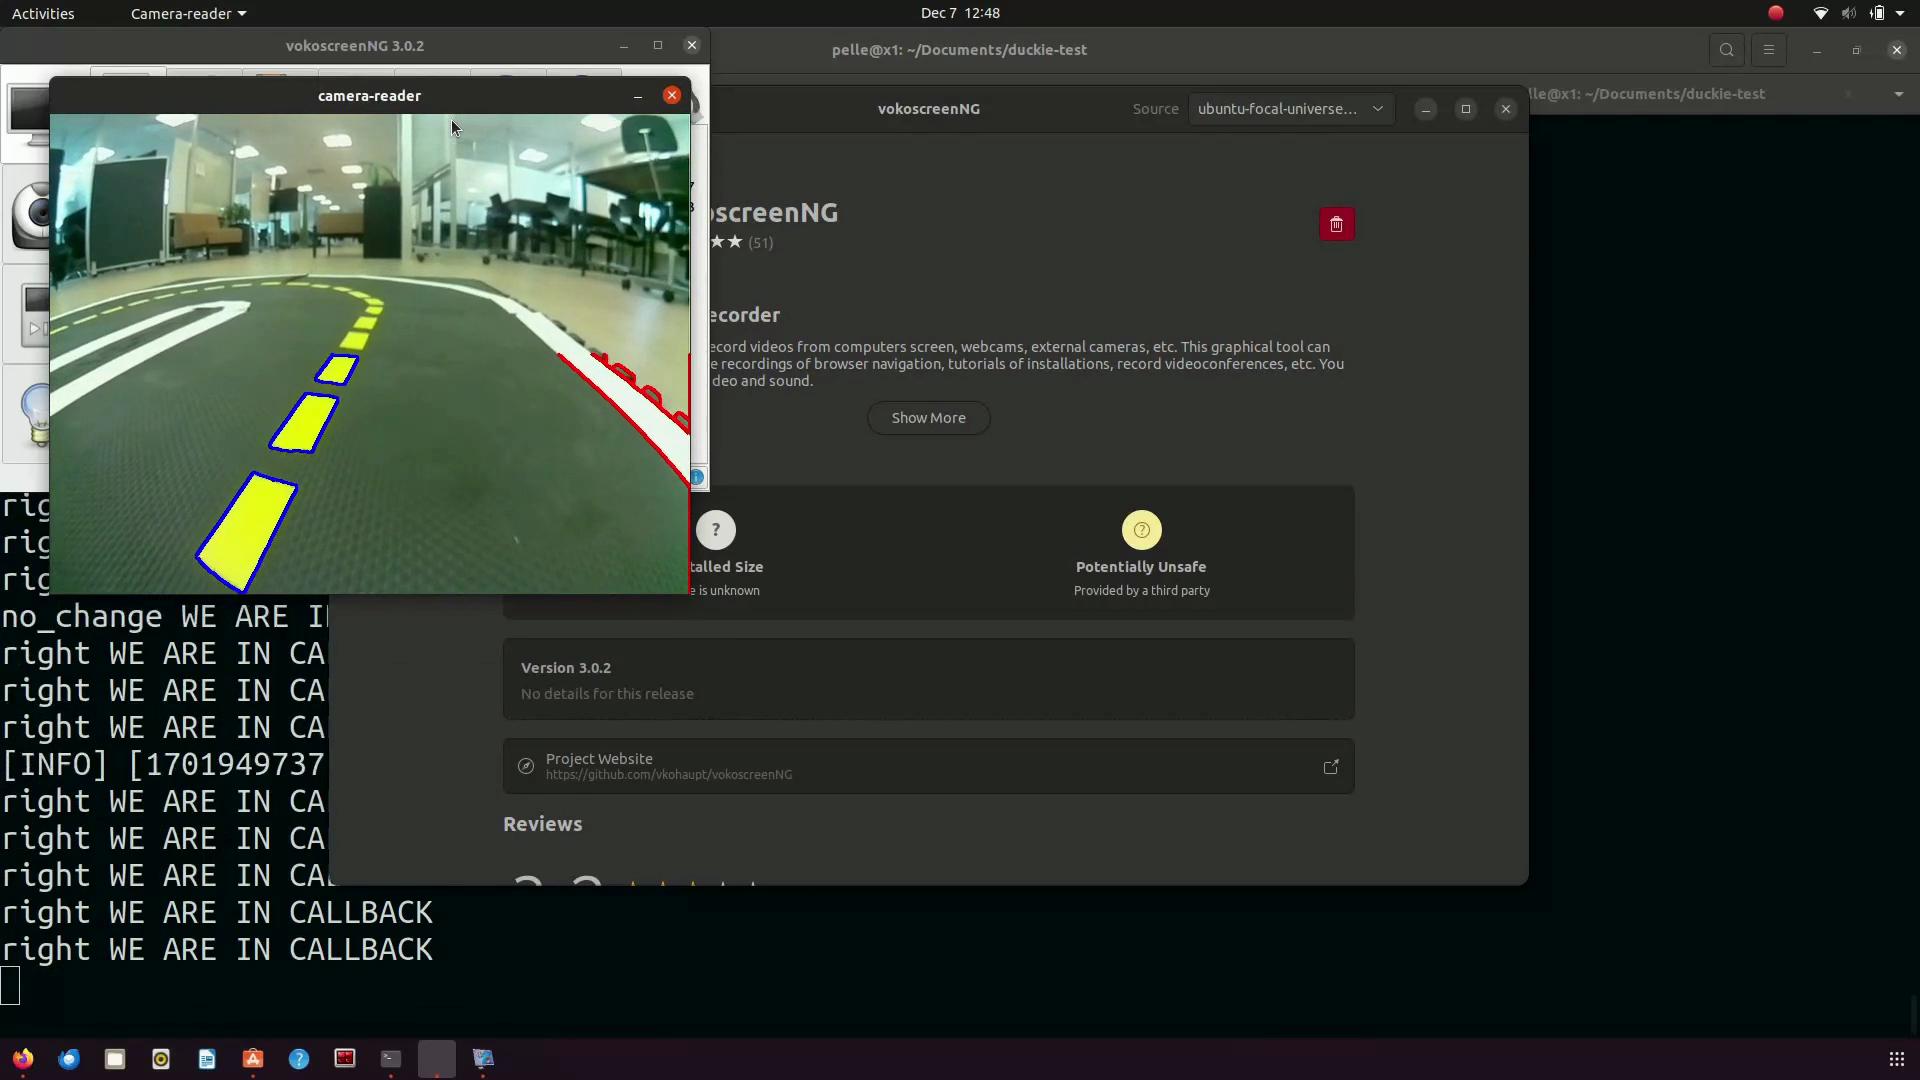 Activities
Camera-reader
Dec 7 12:48
vokoscreenNG 3.0.2
pelle@x1: ~/Documents/duckie-test
camera-reader
vokoscreenNG
Source
ubuntu-focal-universe...
lle@x1: ~/Documents/duckie-test
oscreenNG
(51)
ecorder
ecord videos from computers screen, webcams, external cameras, etc. This graphical tool can
e recordings of browser navigation, tutorials of installations, record videoconferences, etc. You
deo and sound.
Show More
?
talled Size
e is unknown
Potentially Unsafe
Provided by a third party
Version 3.0.2
No details for this release
Project Website
https://github.com/vkohaupt/vokoscreenNG
Reviews
rig
rig
rig
no_change WE ARE I
right WE ARE IN CA
right WE ARE IN CA
right WE ARE IN CA
[INFO] [1701949737
right WE ARE IN CA
right WE ARE IN CA
right WE ARE IN CA
right WE ARE IN CALLBACK
right WE ARE IN CALLBACK